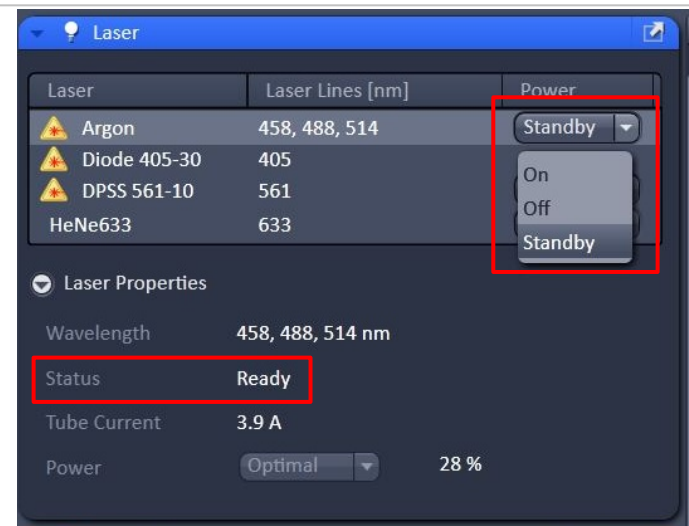 Laser
Laser Laser Lines [nm] Power
Argon 458, 488, 514 Standby
Diode 405-30 405
On
DPSS 561-10 561
Off
HeNe633 633
Standby
Laser Properties
Wavelength 458, 488, 514 nm
Status Ready
Tube Current 3.9 A
Power Optimal 28 %